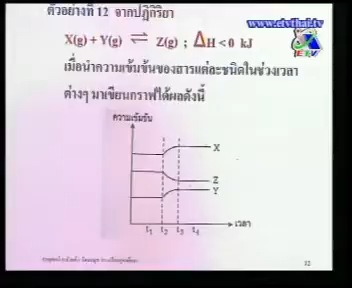 ตัวอย่างที่ 12 จากปฏิกิริยา
www.etvthai.tv
X(g) + Y(g) ⇌ Z(g) ; ΔH < 0 kJ
ETV
เมื่อนำความเข้มข้นของสารแต่ละชนิดในช่วงเวลา
ต่างๆ มาเขียนกราฟได้ผลดังนี้
ความเข้มข้น
X
Z
Y
เวลา
t₁ t₂ t₃ t₄
32